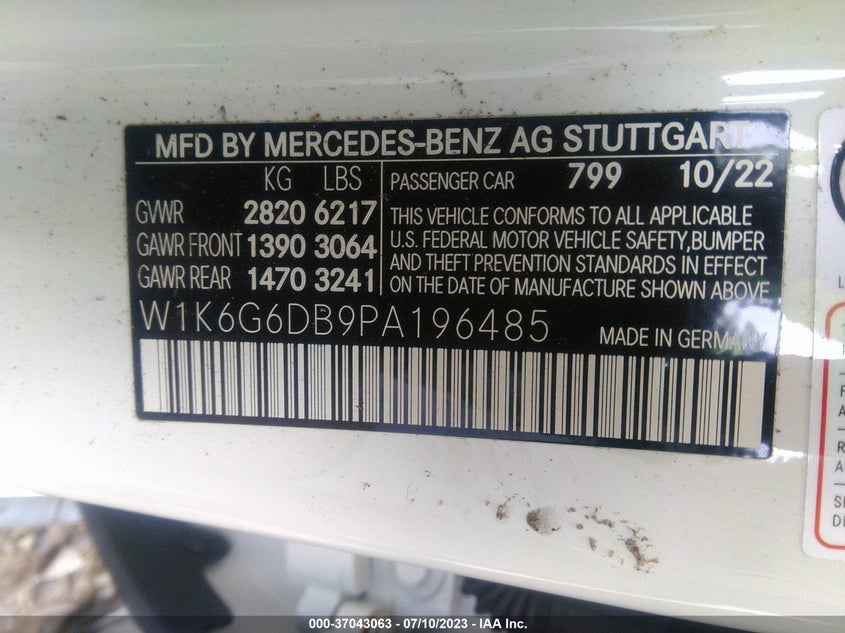 MFD BY MERCEDES-BENZ AG STUTTGART
KG LBS
GVWR 2820 6217
GAWR FRONT 1390 3064
GAWR REAR 1470 3241
PASSENGER CAR 799 10/22
THIS VEHICLE CONFORMS TO ALL APPLICABLE
U.S. FEDERAL MOTOR VEHICLE SAFETY,BUMPER
AND THEFT PREVENTION STANDARDS IN EFFECT
ON THE DATE OF MANUFACTURE SHOWN ABOVE
W1K6G6DB9PA196485 MADE IN GERMANY
000-37043063 - 07/10/2023 - IAA Inc.